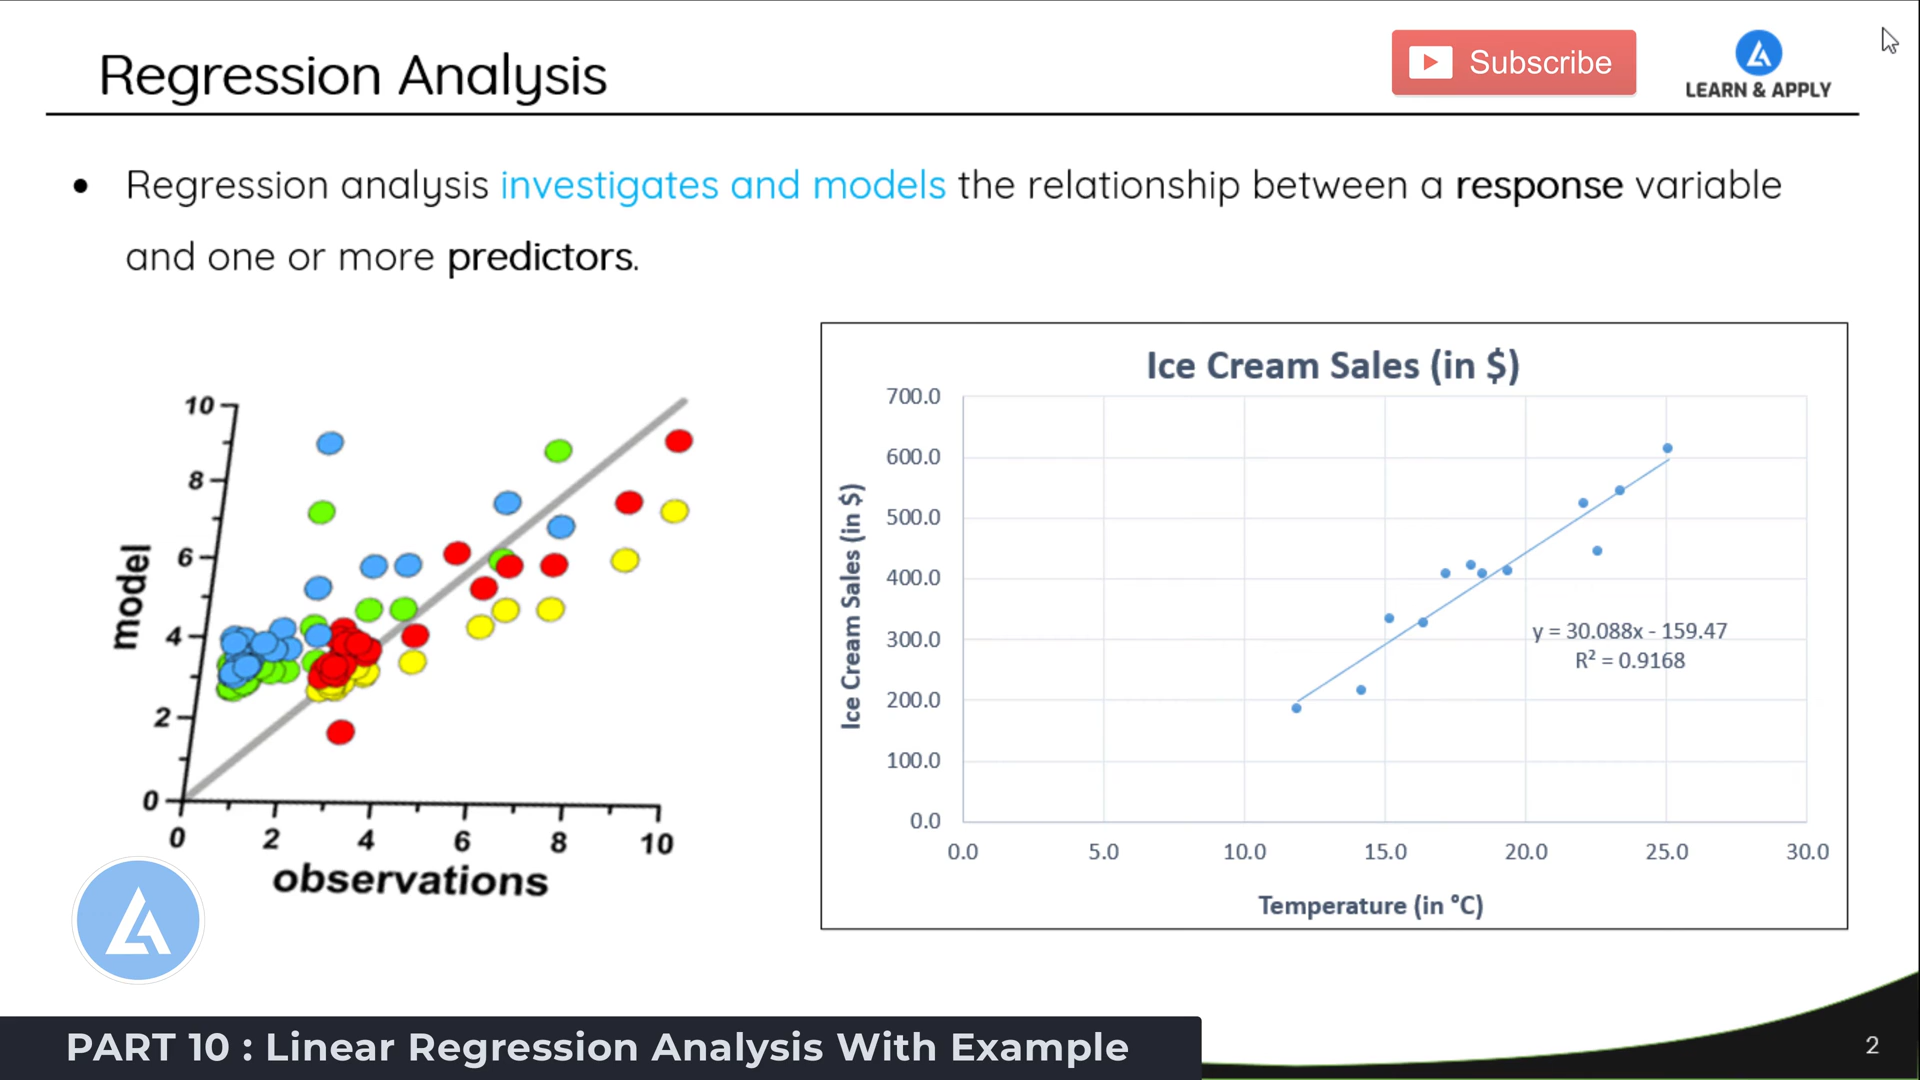 Regression Analysis
Subscribe
LEARN & APPLY
• Regression analysis investigates and models the relationship between a response variable
and one or more predictors.
10
8
6
4
2
0
model
0 2 4 6 8 10
observations
Ice Cream Sales (in $)
700.0
600.0
500.0
400.0
300.0
200.0
100.0
0.0
Ice Cream Sales (in $)
y = 30.088x - 159.47
R² = 0.9168
0.0 5.0 10.0 15.0 20.0 25.0 30.0
Temperature (in °C)
PART 10 : Linear Regression Analysis With Example
2